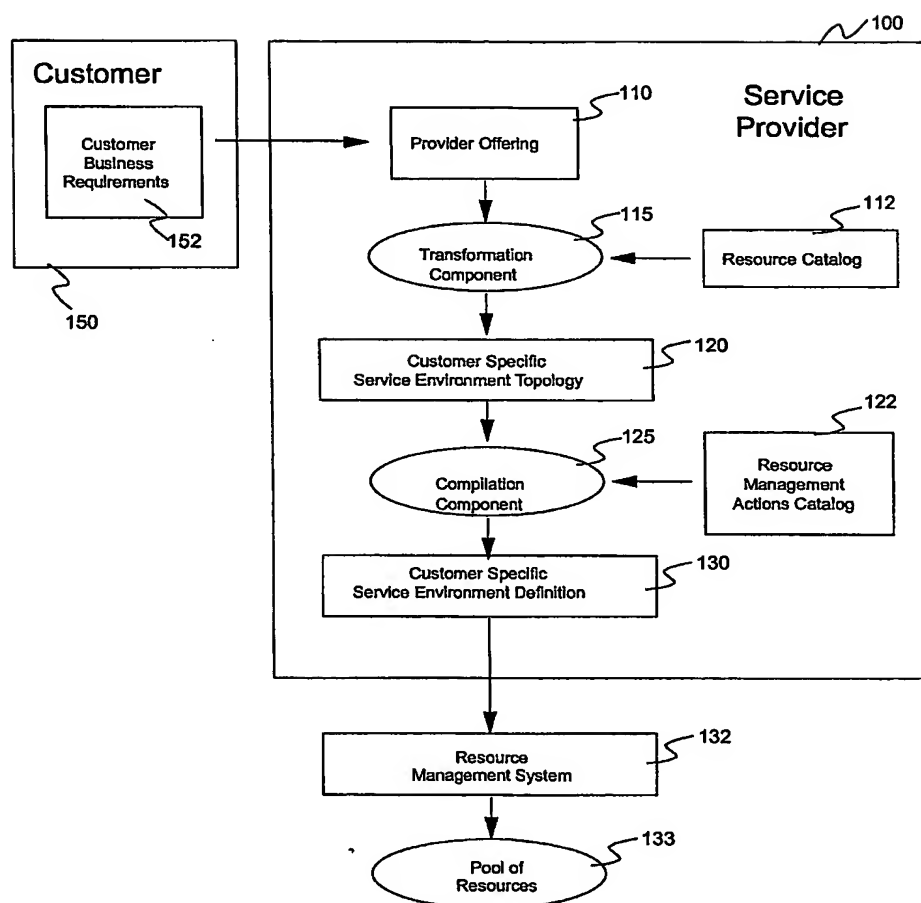 100
Customer
Service
Provider
110
Customer
Business
Requirements
Provider Offering
152
115
112
Transformation
Component
Resource Catalog
150
120
Customer Specific
Service Environment Topology
122
125
Compilation
Component
Resource
Management
Actions Catalog
130
Customer Specific
Service Environment Definition
132
Resource
Management System
133
Pool of
Resources